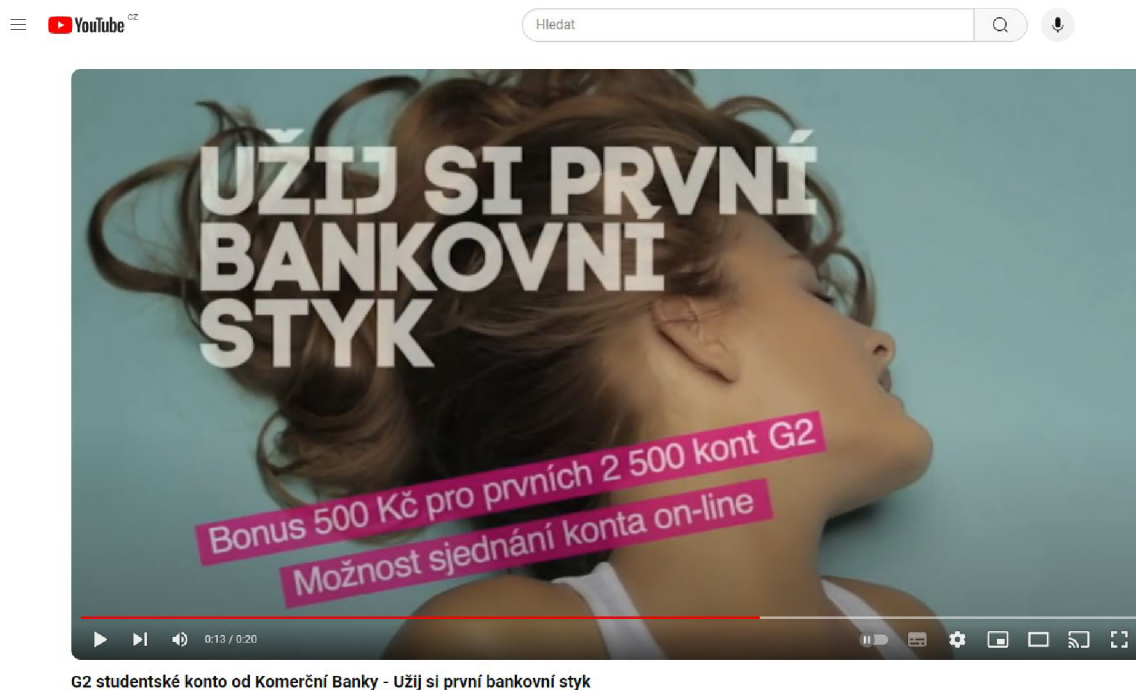 YouTube CZ
Hledat
UŽIJ SI PRVNÍ
BANKOVNÍ
STYK
Bonus 500 Kč pro prvních 2 500 kont G2
Možnost sjednání konta on-line
0:13 / 0:20
G2 studentské konto od Komerční Banky - Užij si první bankovní styk